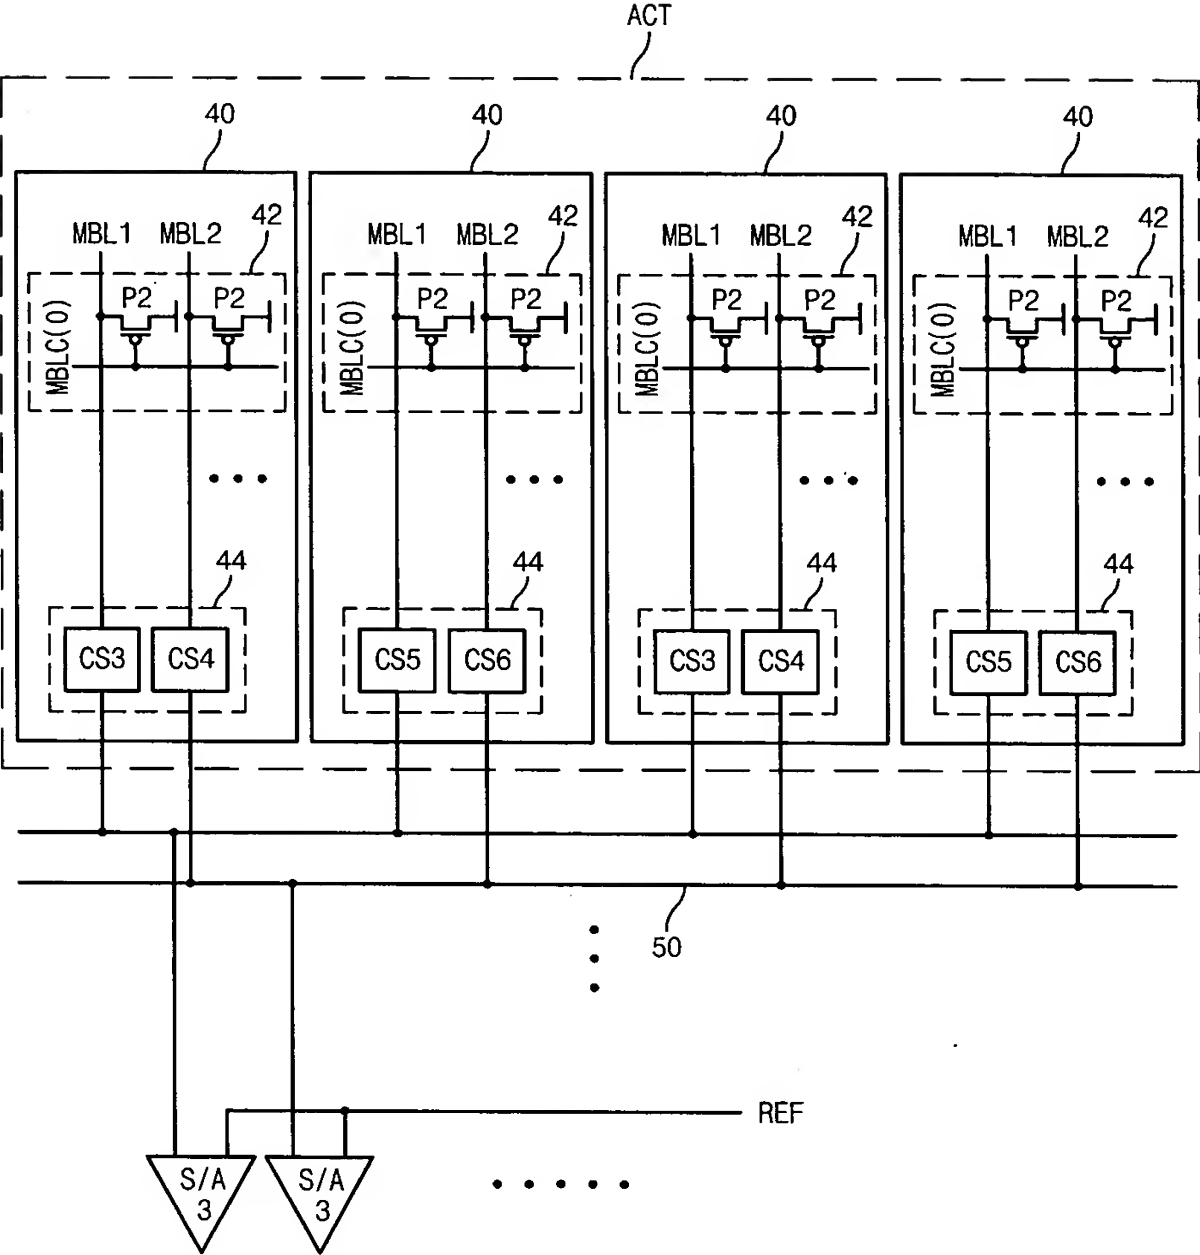 ACT
40 40 40 40
42 42 42 42
MBL1 MBL2 MBL1 MBL2 MBL1 MBL2 MBL1 MBL2
P2 P2 P2 P2 P2 P2 P2 P2
MBLC(0) MBLC(0) MBLC(0) MBLC(0)
44 44 44 44
CS3 CS4 CS5 CS6 CS3 CS4 CS5 CS6
50
REF
S/A S/A
3 3